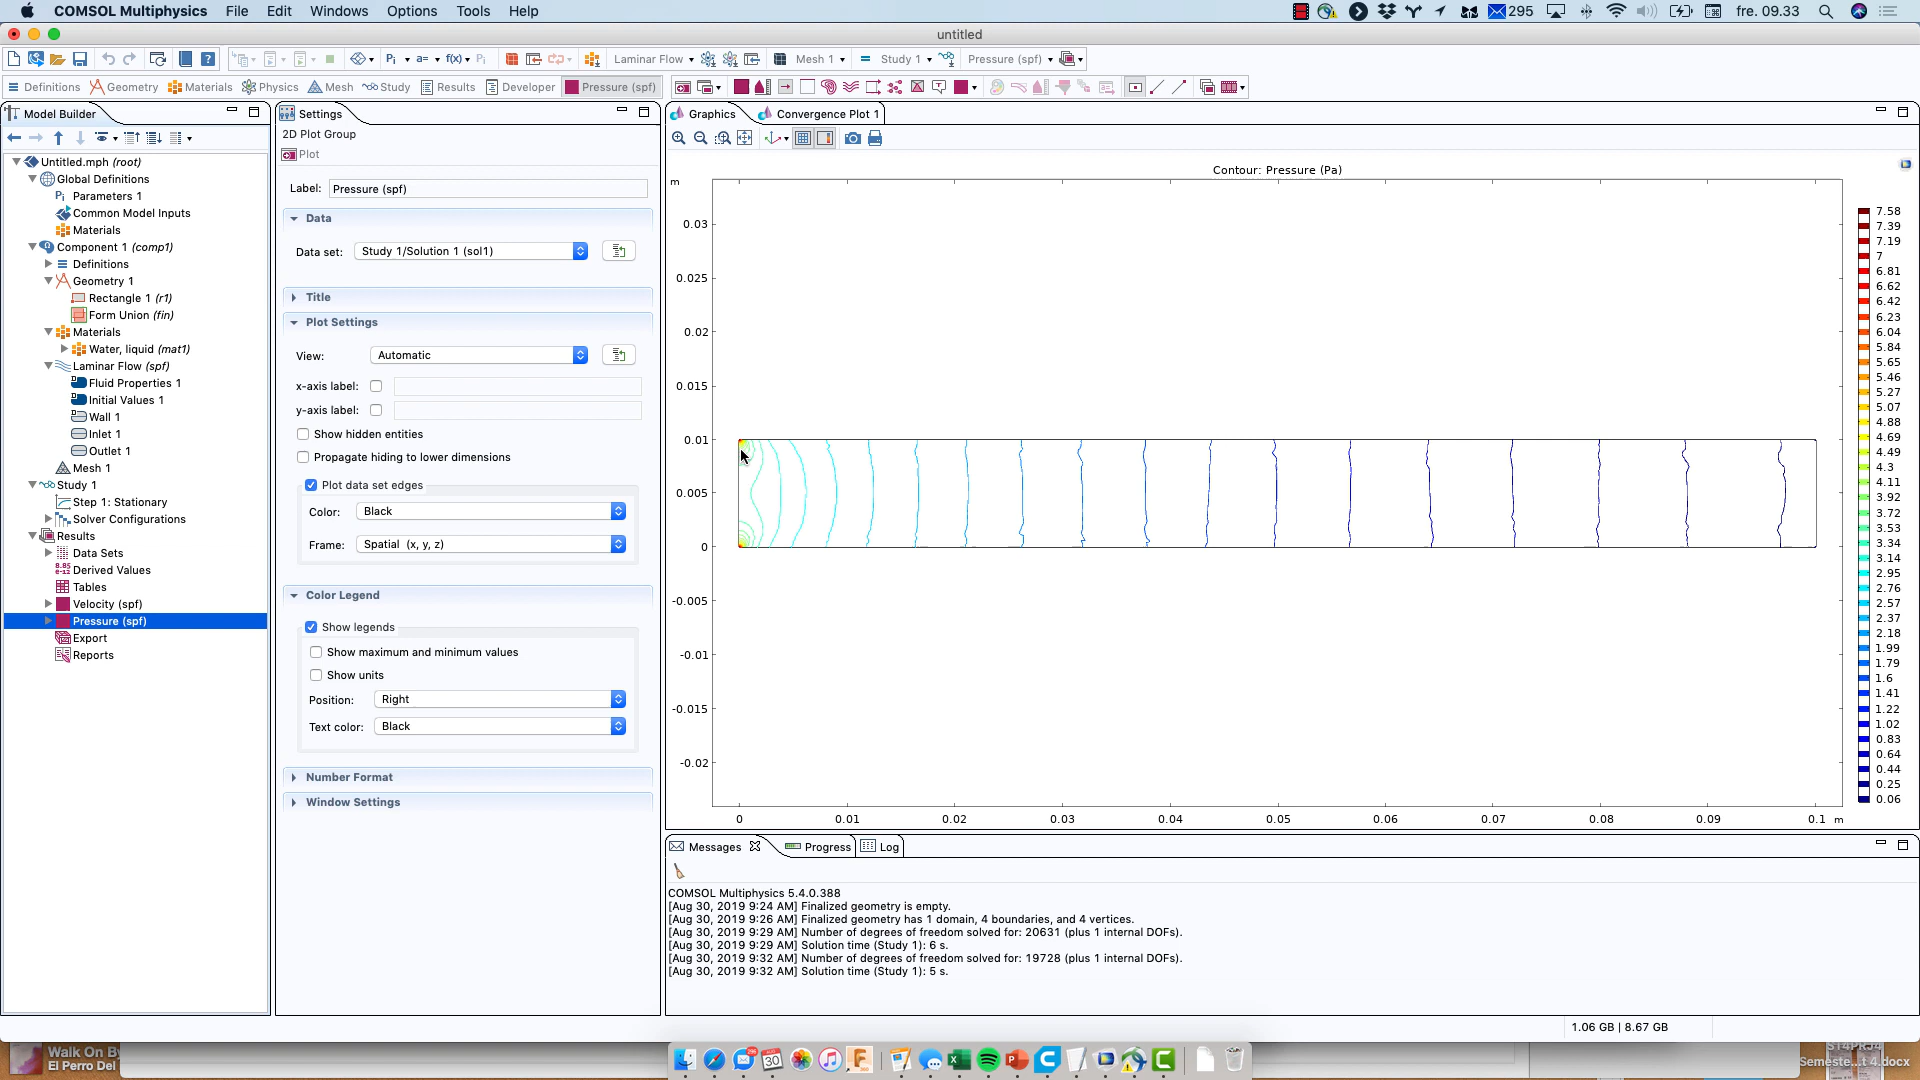 COMSOL Multiphysics File Edit Windows Options Tools Help
295 fre. 09.33
untitled
Pi a= f(x) Pi Laminar Flow Mesh 1 Study 1 Pressure (spf)
Definitions Geometry Materials Physics Mesh Study Results Developer Pressure (spf)
Model Builder
Untitled.mph (root)
Global Definitions
Pi Parameters 1
Common Model Inputs
Materials
Component 1 (comp1)
Definitions
Geometry 1
Rectangle 1 (r1)
Form Union (fin)
Materials
Water, liquid (mat1)
Laminar Flow (spf)
Fluid Properties 1
Initial Values 1
Wall 1
Inlet 1
Outlet 1
Mesh 1
Study 1
Step 1: Stationary
Solver Configurations
Results
Data Sets
8.85 e-12 Derived Values
Tables
Velocity (spf)
Pressure (spf)
Export
Reports
Settings
2D Plot Group
Plot
Label: Pressure (spf)
Data
Data set: Study 1/Solution 1 (sol1)
Title
Plot Settings
View: Automatic
x-axis label:
y-axis label:
Show hidden entities
Propagate hiding to lower dimensions
Plot data set edges
Color: Black
Frame: Spatial (x, y, z)
Color Legend
Show legends
Show maximum and minimum values
Show units
Position: Right
Text color: Black
Number Format
Window Settings
Graphics Convergence Plot 1
Contour: Pressure (Pa)
m
0.03
0.025
0.02
0.015
0.01
0.005
0
-0.005
-0.01
-0.015
-0.02
0 0.01 0.02 0.03 0.04 0.05 0.06 0.07 0.08 0.09 0.1 m
7.58
7.39
7.19
7
6.81
6.62
6.42
6.23
6.04
5.84
5.65
5.46
5.27
5.07
4.88
4.69
4.49
4.3
4.11
3.92
3.72
3.53
3.34
3.14
2.95
2.76
2.57
2.37
2.18
1.99
1.79
1.6
1.41
1.22
1.02
0.83
0.64
0.44
0.25
0.06
Messages Progress Log
COMSOL Multiphysics 5.4.0.388
[Aug 30, 2019 9:24 AM] Finalized geometry is empty.
[Aug 30, 2019 9:26 AM] Finalized geometry has 1 domain, 4 boundaries, and 4 vertices.
[Aug 30, 2019 9:29 AM] Number of degrees of freedom solved for: 20631 (plus 1 internal DOFs).
[Aug 30, 2019 9:29 AM] Solution time (Study 1): 6 s.
[Aug 30, 2019 9:32 AM] Number of degrees of freedom solved for: 19728 (plus 1 internal DOFs).
[Aug 30, 2019 9:32 AM] Solution time (Study 1): 5 s.
1.06 GB | 8.67 GB
Walk On By
El Perro Del
Semeste...t 4.docx